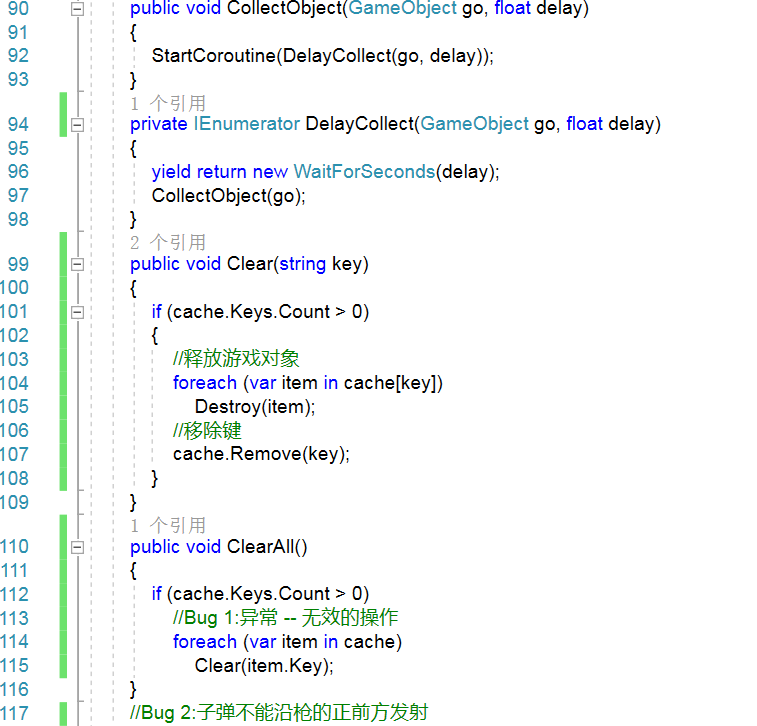 90 public void CollectObject(GameObject go, float delay)
91 {
92 StartCoroutine(DelayCollect(go, delay));
93 }
1 个引用
94 private IEnumerator DelayCollect(GameObject go, float delay)
95 {
96 yield return new WaitForSeconds(delay);
97 CollectObject(go);
98 }
2 个引用
99 public void Clear(string key)
100 {
101 if (cache.Keys.Count > 0)
102 {
103 //释放游戏对象
104 foreach (var item in cache[key])
105 Destroy(item);
106 //移除键
107 cache.Remove(key);
108 }
109 }
1 个引用
110 public void ClearAll()
111 {
112 if (cache.Keys.Count > 0)
113 //Bug 1:异常 -- 无效的操作
114 foreach (var item in cache)
115 Clear(item.Key);
116 }
117 //Bug 2:子弹不能沿枪的正前方发射